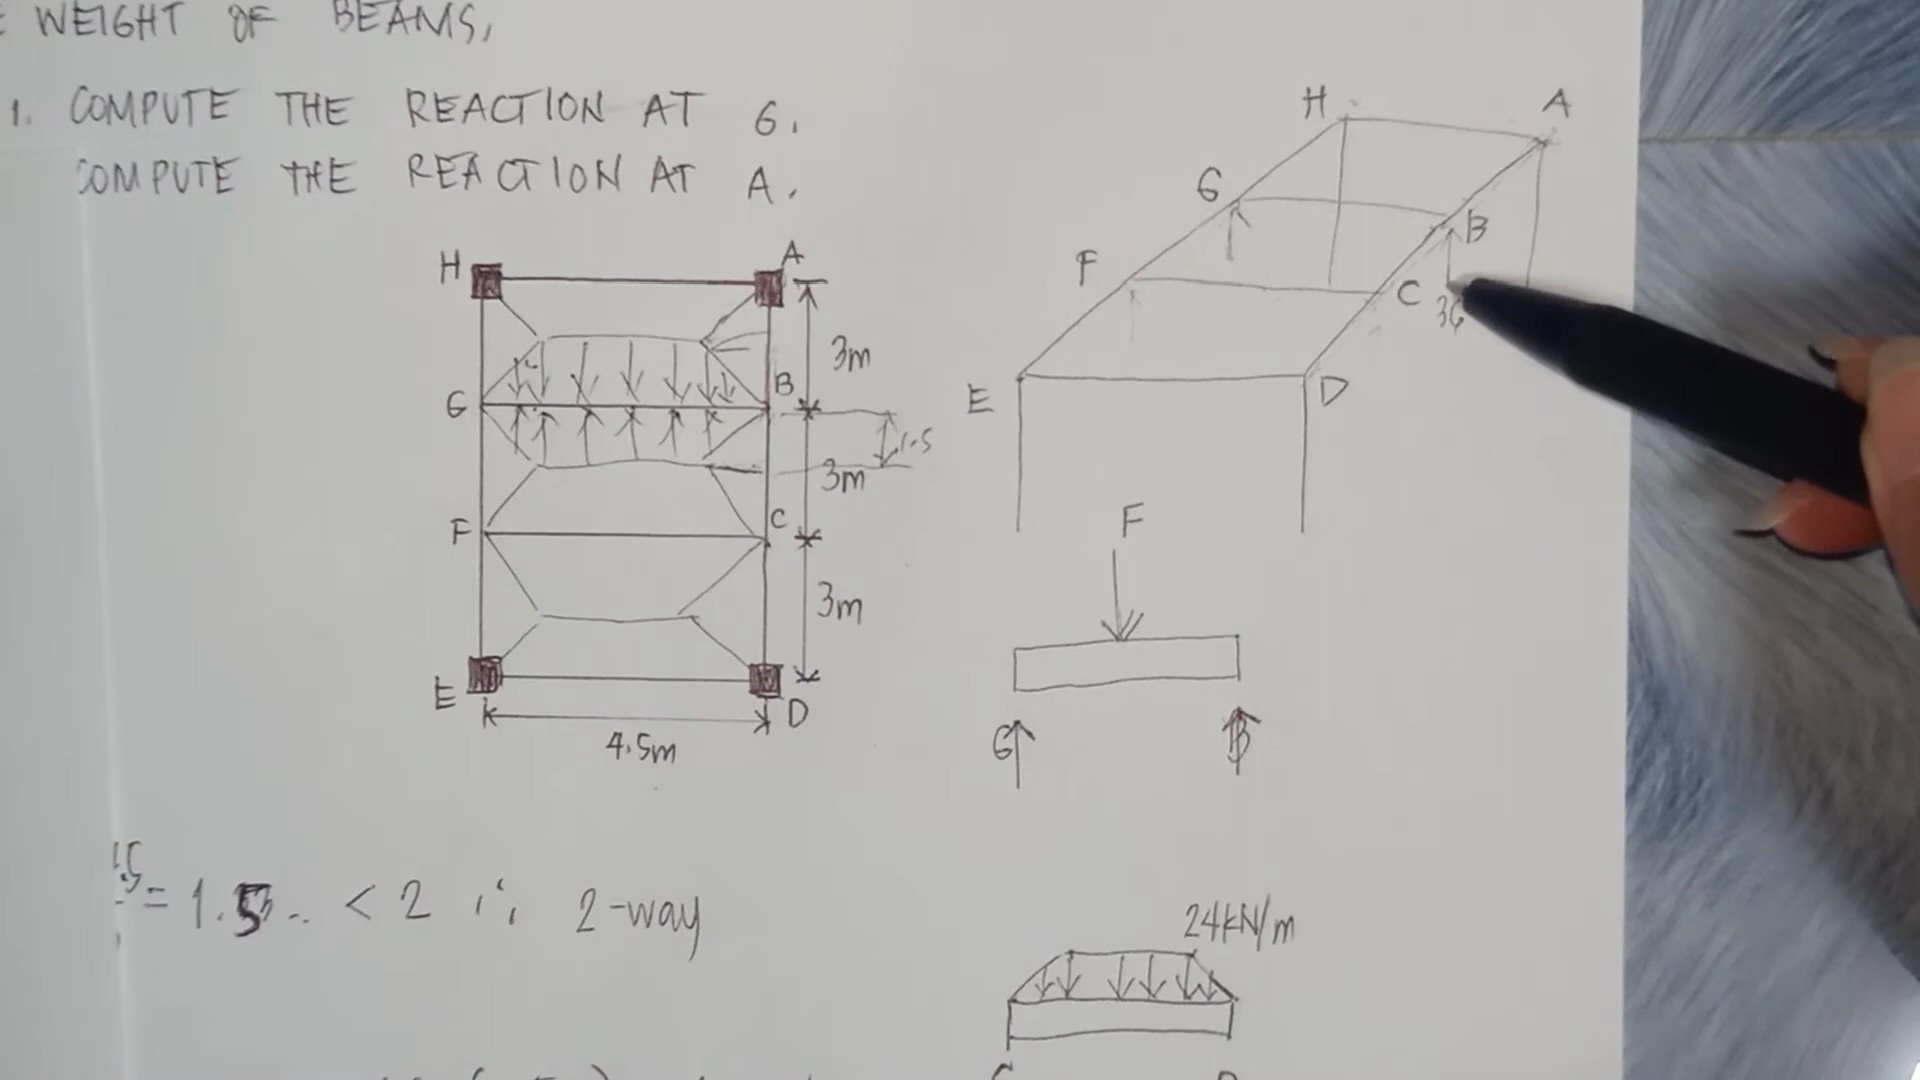 WEIGHT OF BEAMS,
1. COMPUTE THE REACTION AT G.
COMPUTE THE REACTION AT A.
H A
3m
G B
1.5
3m
F C
3m
E D
4.5m
H A
G B
F C
36
E D
F
G B
= 1.5 < 2 ∴ 2-way
24kN/m